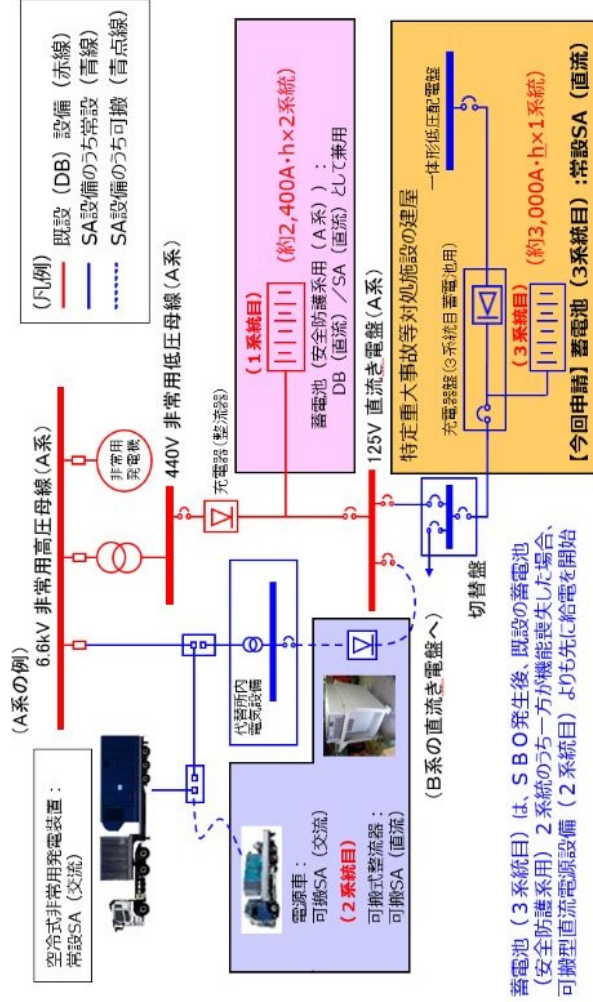 (A系の例)
6.6kV 非常用高圧母線(A系)
(凡例)
既設(DB)設備(赤線)
SA設備のうち常設(青線)
SA設備のうち可搬(青点線)
空冷式非常用発電装置:
常設SA(交流)
非常用
発電機
440V 非常用低圧母線(A系)
充電器(整流器)
代替所内
電気設備
電源車:
可搬SA(交流)
(2系統目)
可搬式整流器:
可搬SA(直流)
(1系統目)
(約2,400A・h×2系統)
蓄電池(安全防護系用(A系)):
DB(直流)/SA(直流)として兼用
125V 直流き電盤(A系)
(B系の直流き電盤へ)
切替盤
特定重大事故等対処施設の建屋
充電器盤(3系統目蓄電池用)
一体形低圧配電盤
(3系統目)
(約3,000A・h×1系統)
【今回申請】蓄電池(3系統目):常設SA(直流)
蓄電池(3系統目)は、SBO発生後、既設の蓄電池
(安全防護系用)2系統のうち一方が機能喪失した場合、
可搬型直流電源設備(2系統目)よりも先に給電を開始